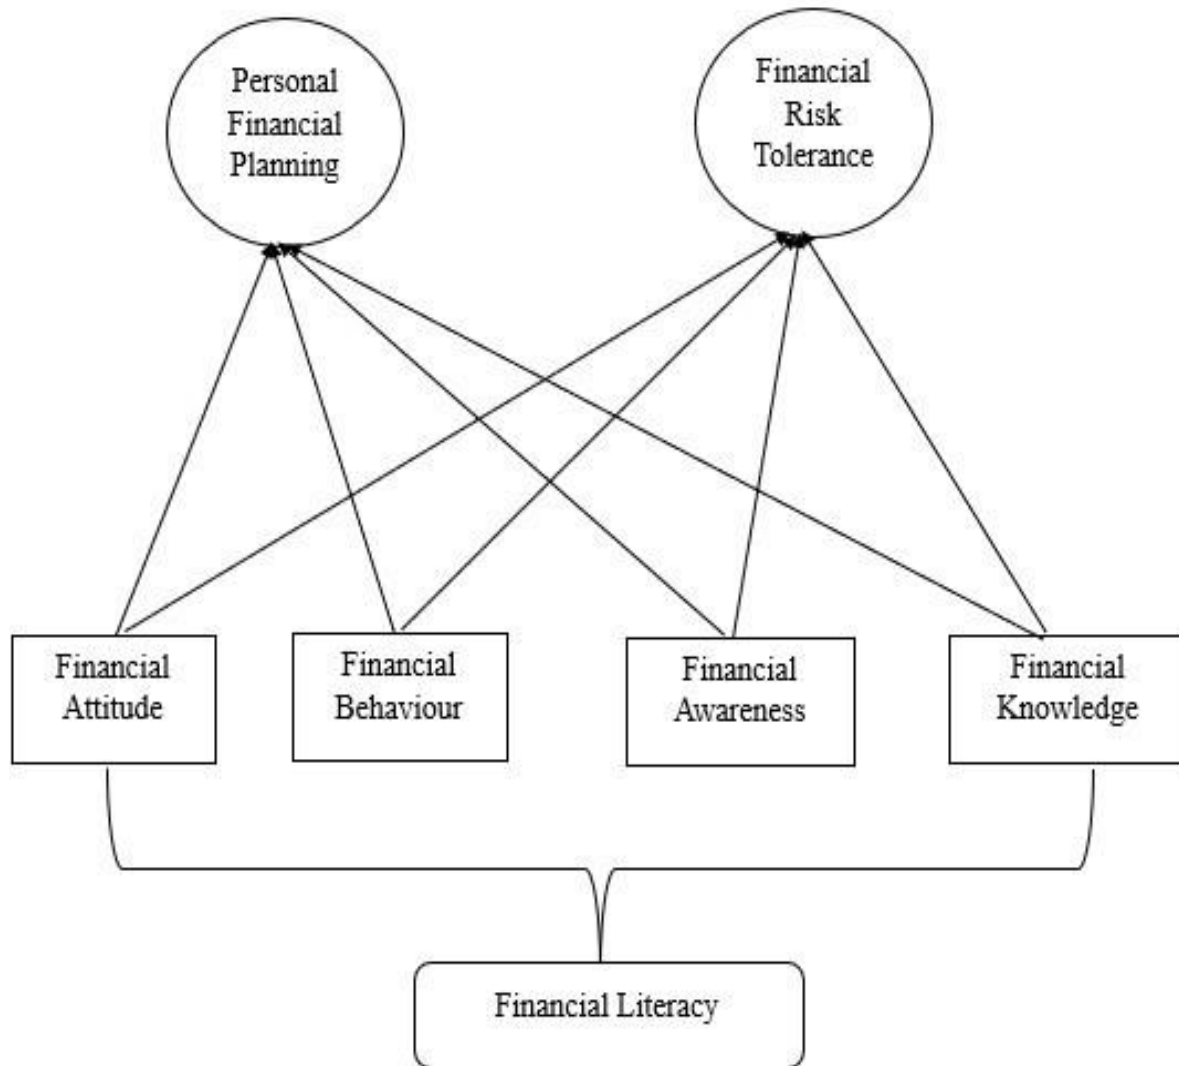 Personal
Financial
Planning
Financial
Risk
Tolerance
Financial
Attitude
Financial
Behaviour
Financial
Awareness
Financial
Knowledge
Financial Literacy